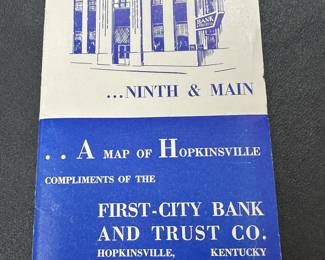 BANK
...NINTH & MAIN
. . A MAP OF HOPKINSVILLE
COMPLIMENTS OF THE
FIRST-CITY BANK
AND TRUST CO.
HOPKINSVILLE, KENTUCKY